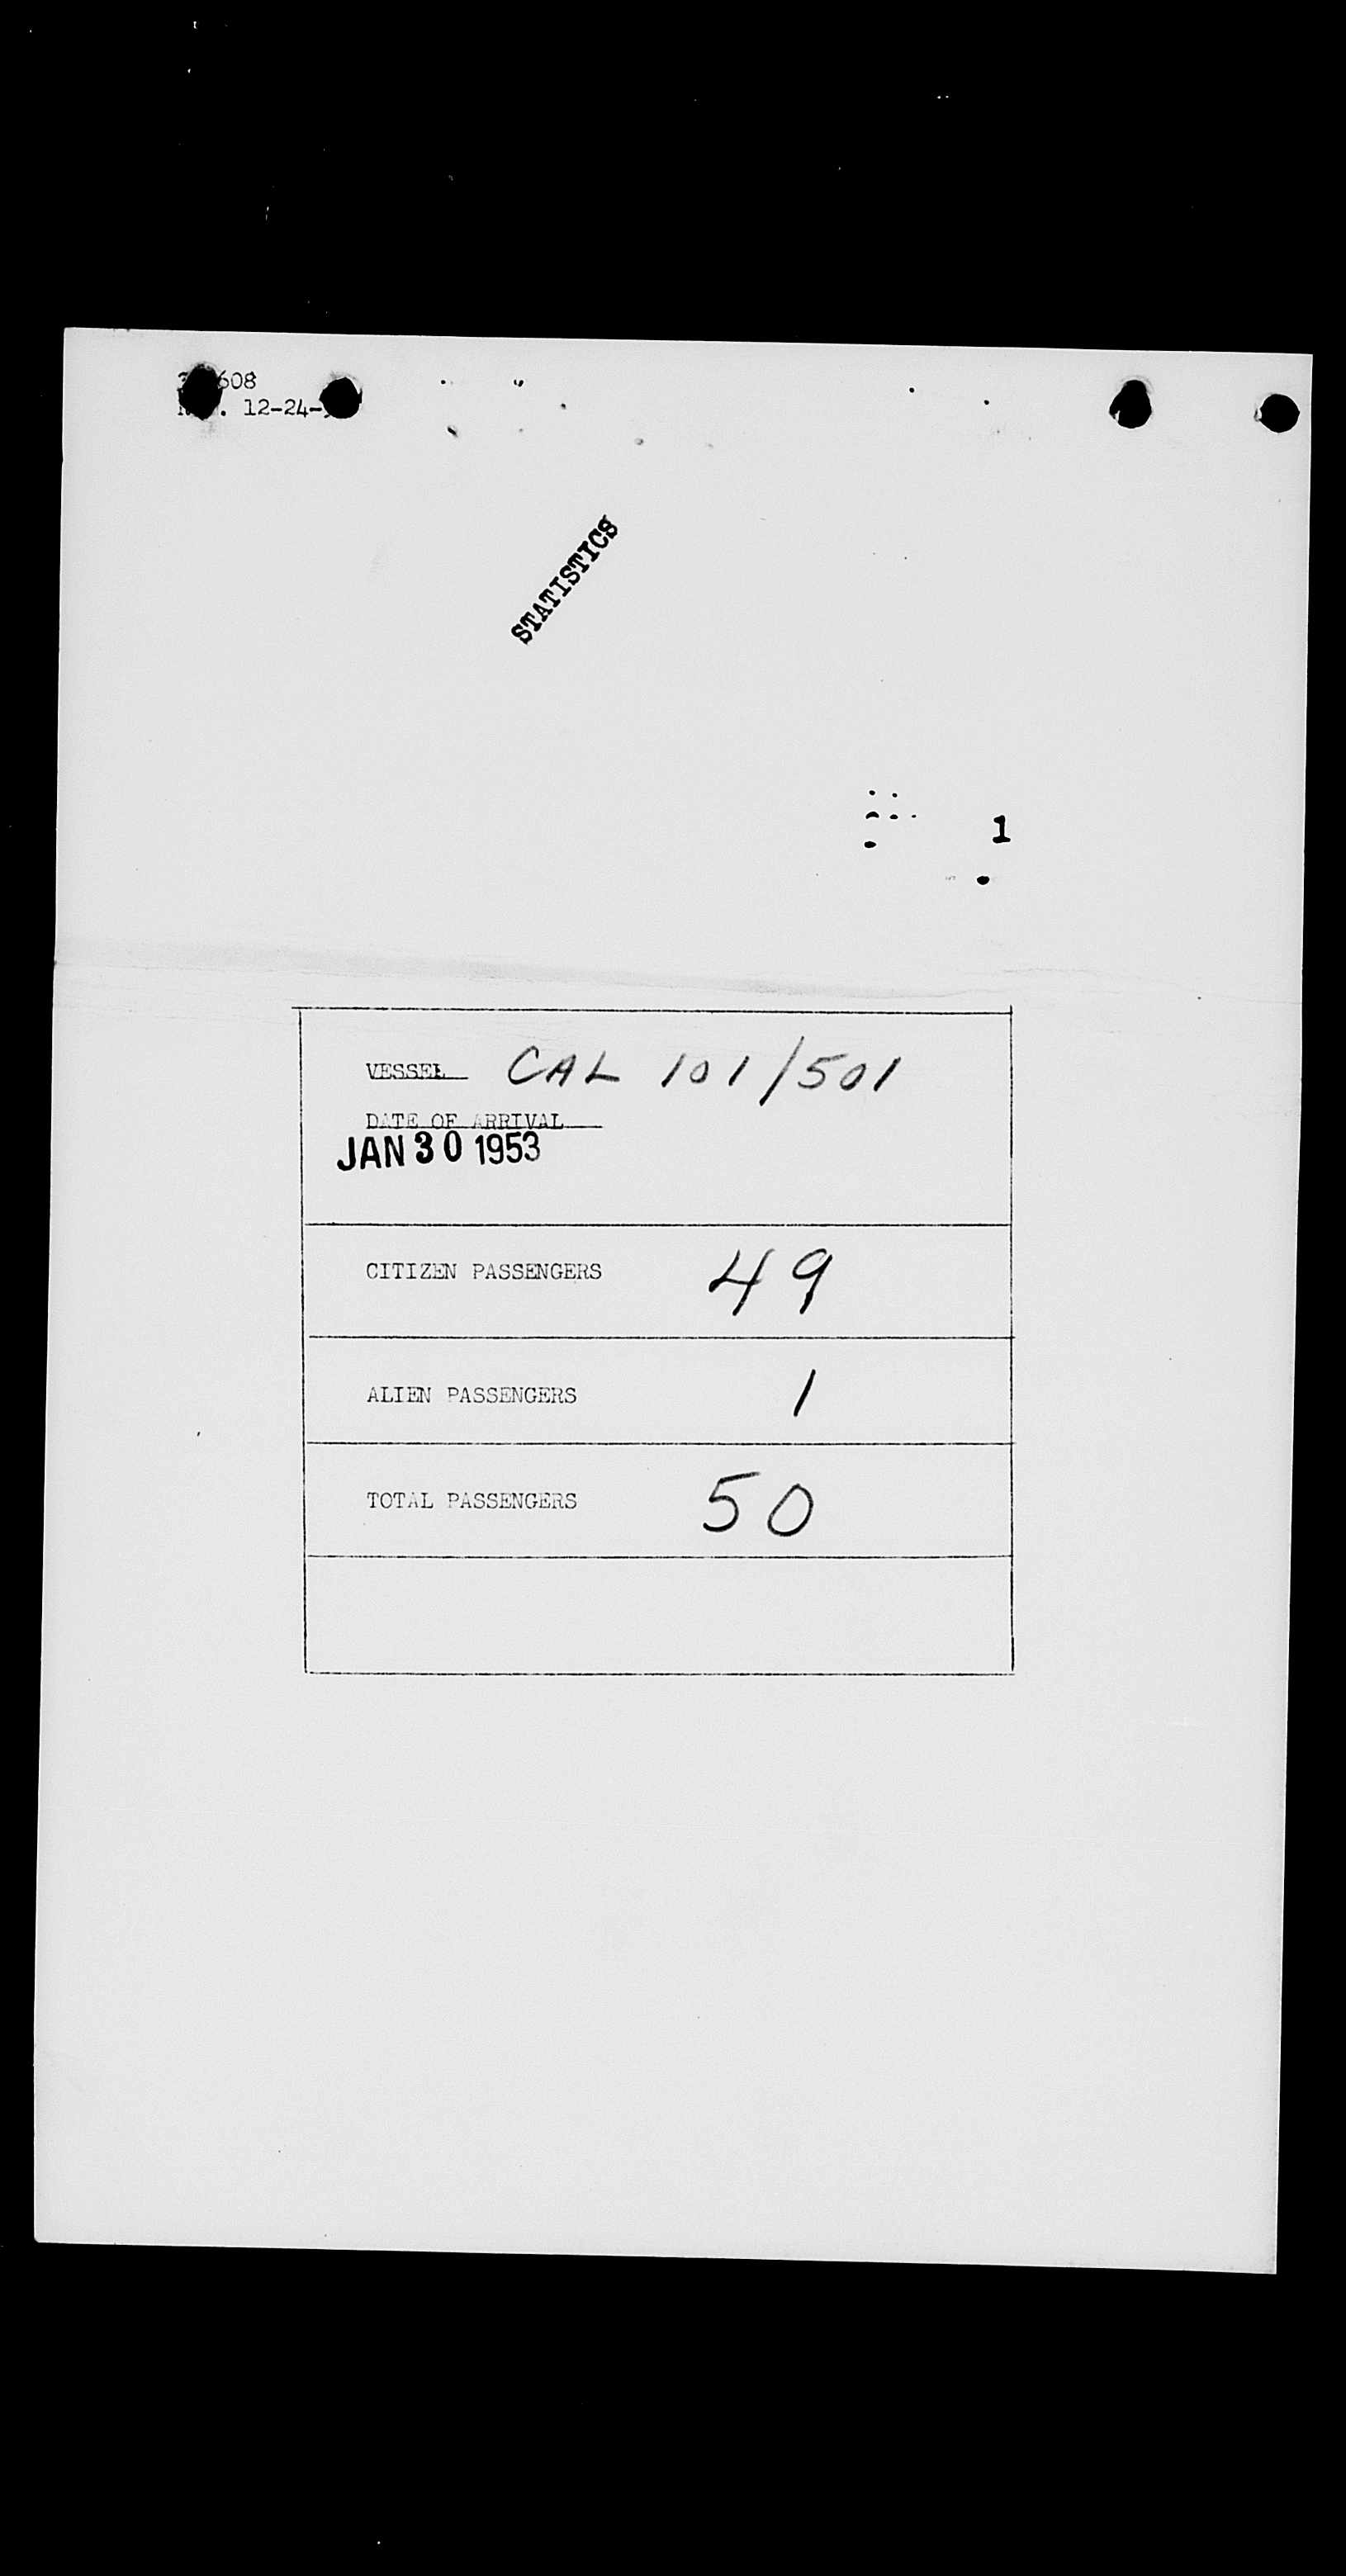 608
12-24-
STATISTICS
1
VESSEL CAL 101/501
DATE OF ARRIVAL
JAN 30 1953
CITIZEN PASSENGERS 49
ALIEN PASSENGERS 1
TOTAL PASSENGERS 50